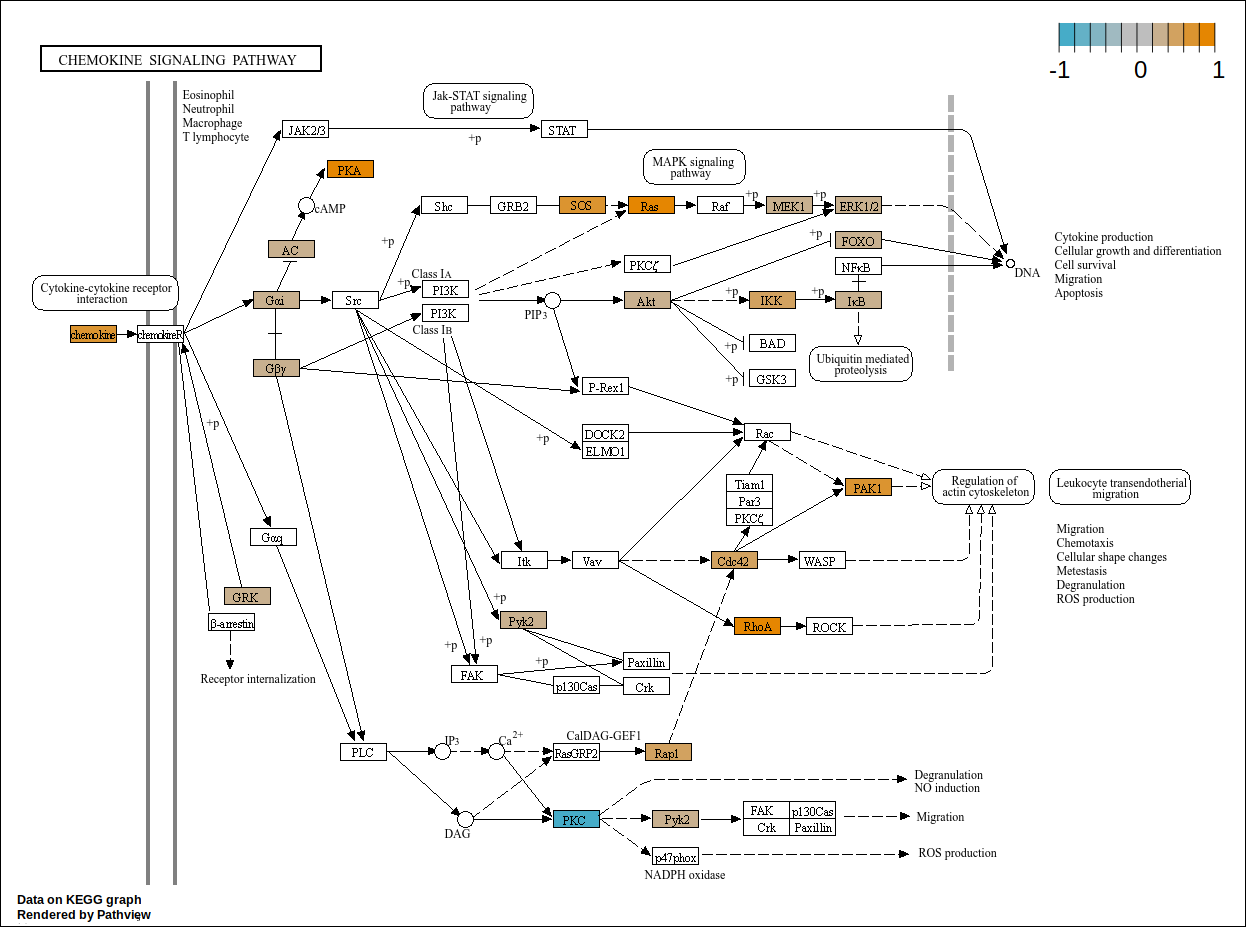 CHEMOKINE SIGNALING PATHWAY
-1 0 1
Eosinophil
Neutrophil
Macrophage
T lymphocyte
Jak-STAT signaling
pathway
JAK2/3
+p
STAT
PKA
cAMP
MAPK signaling
pathway
Shc
GRB2
SOS
Ras
Raf
+p
MEK1
+p
ERK1/2
AC
+p
+p
FOXO
Cytokine production
Cellular growth and differentiation
Cell survival
Migration
Apoptosis
PKCζ
NFκB
DNA
Class IA
+p
PI3K
Cytokine-cytokine receptor
interaction
Gαi
Src
PI3K
Class IB
PIP3
Akt
+p
IKK
+p
IκB
chemokine
chemokineR
+p
BAD
Ubiquitin mediated
proteolysis
Gβγ
+p
GSK3
P-Rex1
+p
+p
DOCK2
ELMO1
Rac
Tiam1
Par3
PKCζ
PAK1
Regulation of
actin cytoskeleton
Leukocyte transendotherial
migration
Migration
Chemotaxis
Cellular shape changes
Metestasis
Degranulation
ROS production
Gαq
Itk
Vav
Cdc42
WASP
GRK
+p
β-arrestin
Pyk2
RhoA
ROCK
+p
+p
+p
Receptor internalization
FAK
Paxillin
p130Cas
Crk
CalDAG-GEF1
PLC
IP3
Ca2+
RasGRP2
Rap1
Degranulation
NO induction
DAG
PKC
Pyk2
FAK
p130Cas
Crk
Paxillin
Migration
p47phox
ROS production
NADPH oxidase
Data on KEGG graph
Rendered by Pathview